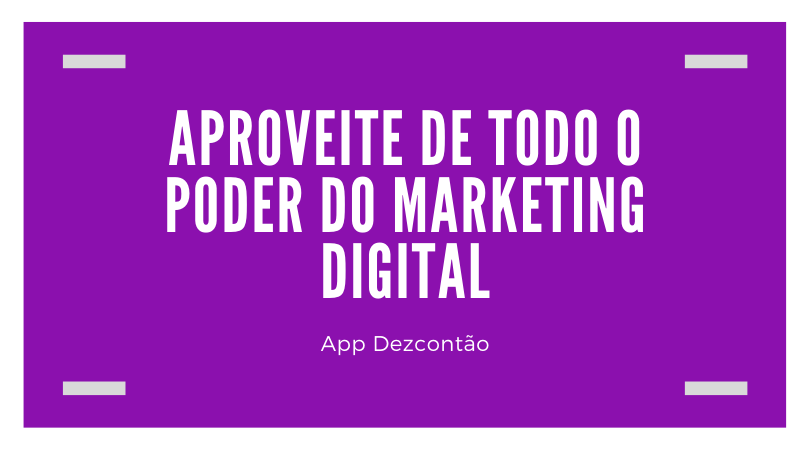 APROVEITE DE TODO O
PODER DO MARKETING
DIGITAL
App Dezcontão